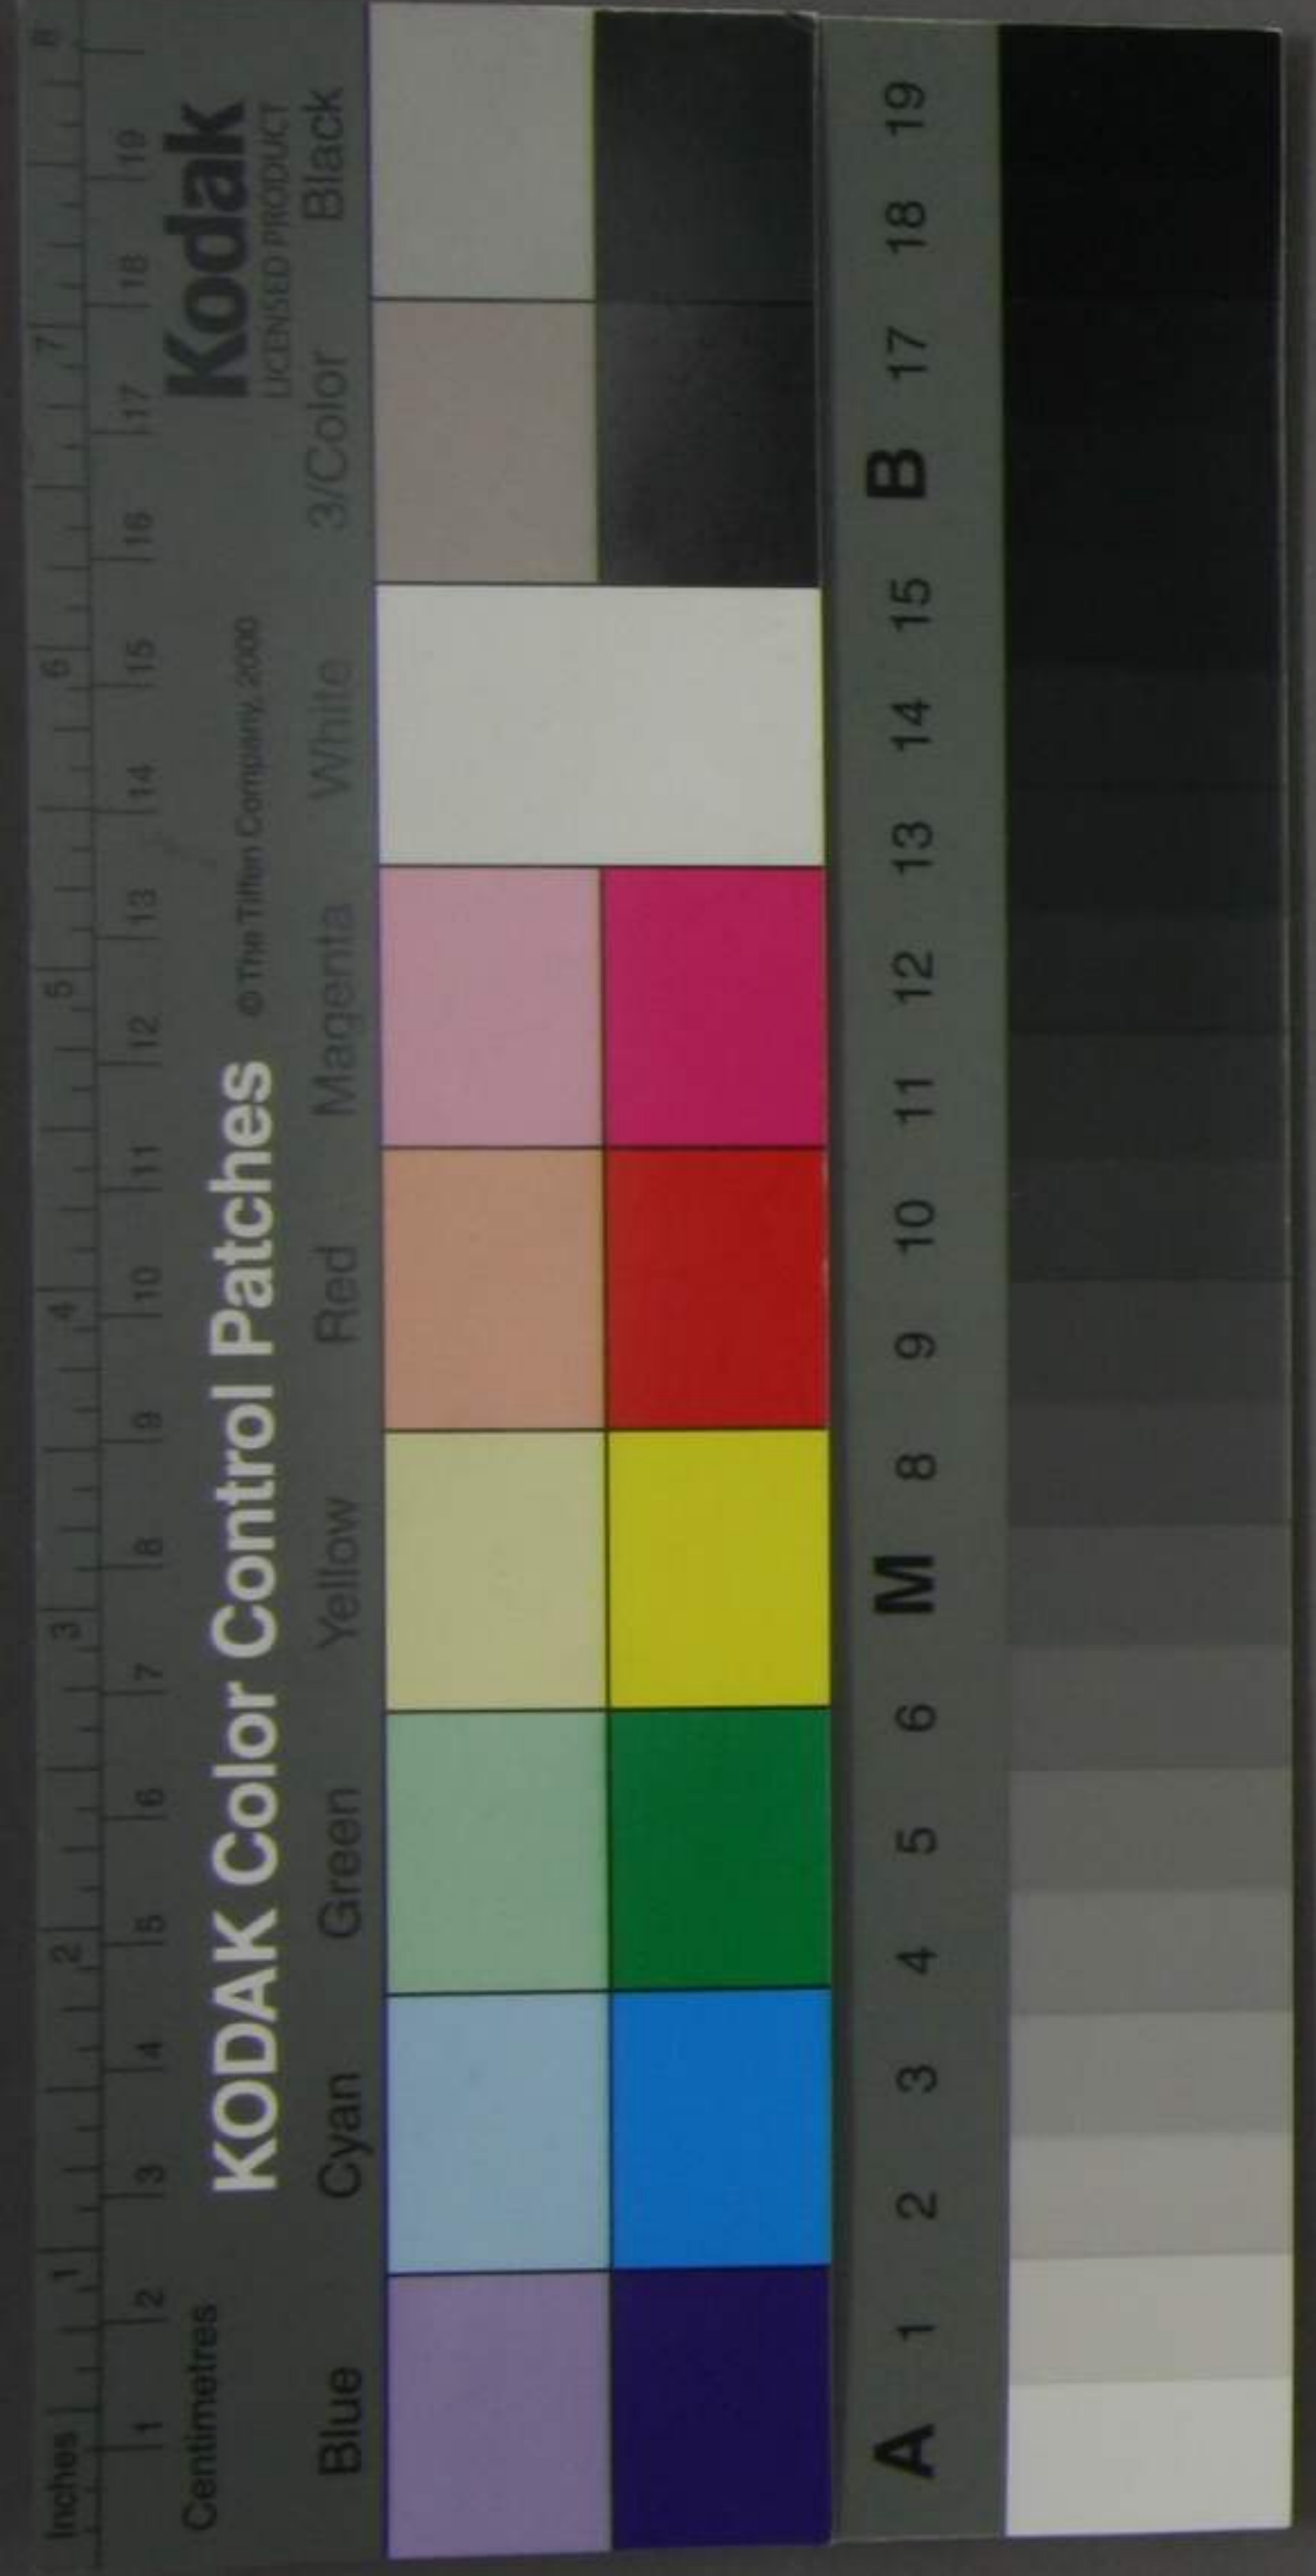 Inches 1 2 3 4 5 6 7 8
1 2 3 4 5 6 7 8 9 10 11 12 13 14 15 16 17 18 19
Centimetres
KODAK Color Control Patches © The Tiffen Company, 2000 Kodak
LICENSED PRODUCT
Blue Cyan Green Yellow Red Magenta White 3/Color Black
A 1 2 3 4 5 6 M 8 9 10 11 12 13 14 15 B 17 18 19